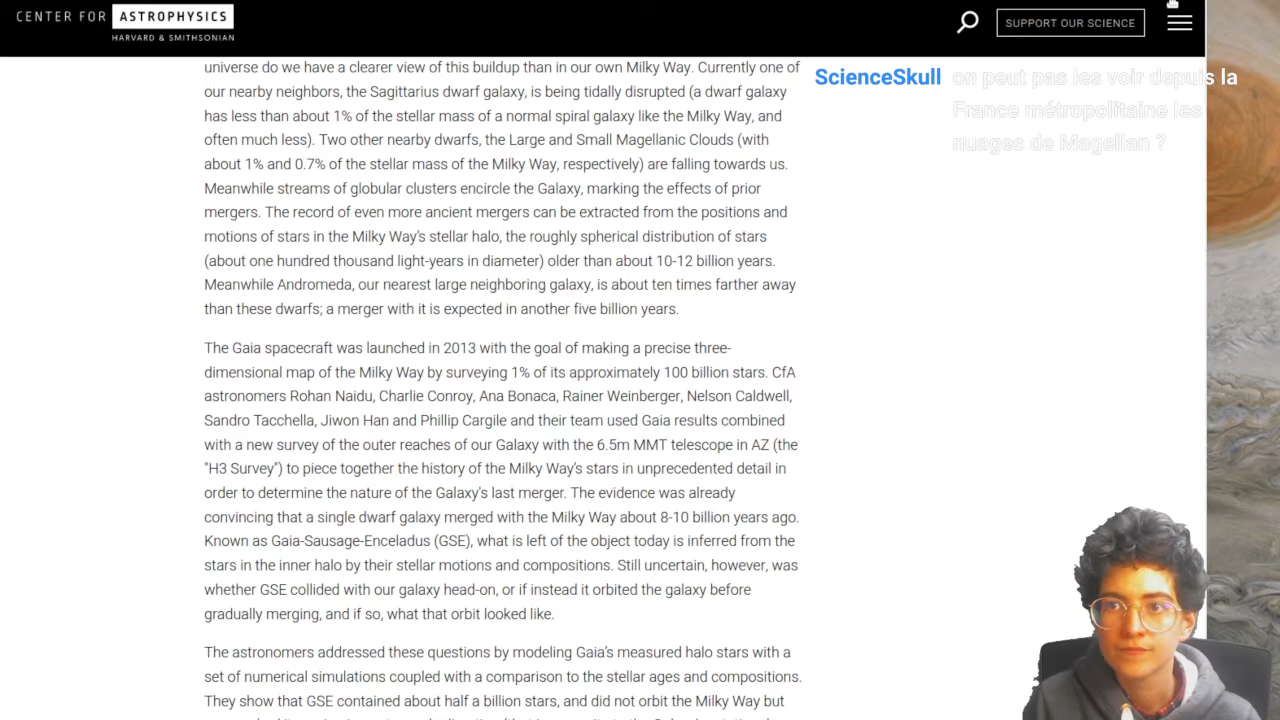 CENTER FOR ASTROPHYSICS
HARVARD & SMITHSONIAN
SUPPORT OUR SCIENCE
universe do we have a clearer view of this buildup than in our own Milky Way. Currently one of
our nearby neighbors, the Sagittarius dwarf galaxy, is being tidally disrupted (a dwarf galaxy
has less than about 1% of the stellar mass of a normal spiral galaxy like the Milky Way, and
often much less). Two other nearby dwarfs, the Large and Small Magellanic Clouds (with
about 1% and 0.7% of the stellar mass of the Milky Way, respectively) are falling towards us.
Meanwhile streams of globular clusters encircle the Galaxy, marking the effects of prior
mergers. The record of even more ancient mergers can be extracted from the positions and
motions of stars in the Milky Way's stellar halo, the roughly spherical distribution of stars
(about one hundred thousand light-years in diameter) older than about 10-12 billion years.
Meanwhile Andromeda, our nearest large neighboring galaxy, is about ten times farther away
than these dwarfs; a merger with it is expected in another five billion years.
The Gaia spacecraft was launched in 2013 with the goal of making a precise three-
dimensional map of the Milky Way by surveying 1% of its approximately 100 billion stars. CfA
astronomers Rohan Naidu, Charlie Conroy, Ana Bonaca, Rainer Weinberger, Nelson Caldwell,
Sandro Tacchella, Jiwon Han and Phillip Cargile and their team used Gaia results combined
with a new survey of the outer reaches of our Galaxy with the 6.5m MMT telescope in AZ (the
"H3 Survey") to piece together the history of the Milky Way's stars in unprecedented detail in
order to determine the nature of the Galaxy's last merger. The evidence was already
convincing that a single dwarf galaxy merged with the Milky Way about 8-10 billion years ago.
Known as Gaia-Sausage-Enceladus (GSE), what is left of the object today is inferred from the
stars in the inner halo by their stellar motions and compositions. Still uncertain, however, was
whether GSE collided with our galaxy head-on, or if instead it orbited the galaxy before
gradually merging, and if so, what that orbit looked like.
The astronomers addressed these questions by modeling Gaia's measured halo stars with a
set of numerical simulations coupled with a comparison to the stellar ages and compositions.
They show that GSE contained about half a billion stars, and did not orbit the Milky Way but
ScienceSkull on peut pas les voir depuis la
France métropolitaine les
nuages de Magellan ?